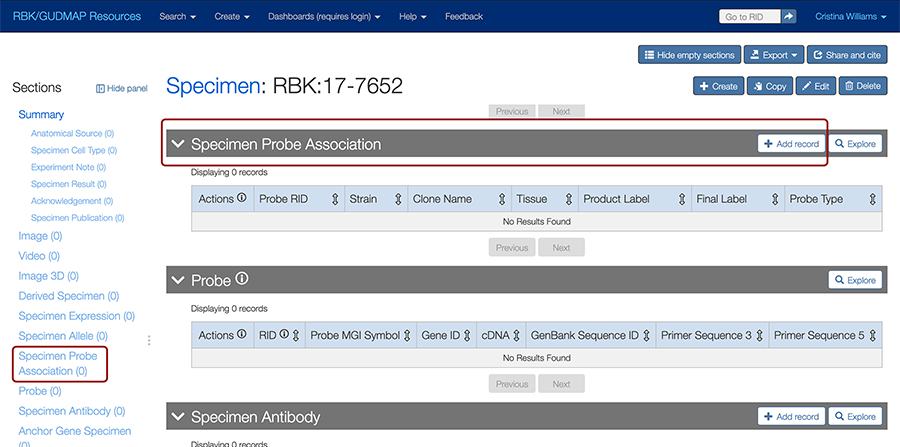 RBK/GUDMAP Resources Search Create Dashboards (requires login) Help Feedback Go to RID Cristina Williams
Hide empty sections Export Share and cite
Sections Hide panel
Specimen: RBK:17-7652 Create Copy Edit Delete
Summary
Anatomical Source (0)
Specimen Cell Type (0)
Experiment Note (0)
Specimen Result (0)
Acknowledgement (0)
Specimen Publication (0)
Image (0)
Video (0)
Image 3D (0)
Derived Specimen (0)
Specimen Expression (0)
Specimen Allele (0)
Specimen Probe
Association (0)
Probe (0)
Specimen Antibody (0)
Anchor Gene Specimen
(0)
Previous Next
Specimen Probe Association + Add record Explore
Displaying 0 records
Actions Probe RID Strain Clone Name Tissue Product Label Final Label Probe Type
No Results Found
Previous Next
Probe Explore
Displaying 0 records
Actions RID Probe MGI Symbol Gene ID cDNA GenBank Sequence ID Primer Sequence 3 Primer Sequence 5
No Results Found
Previous Next
Specimen Antibody + Add record Explore
Displaying 0 records